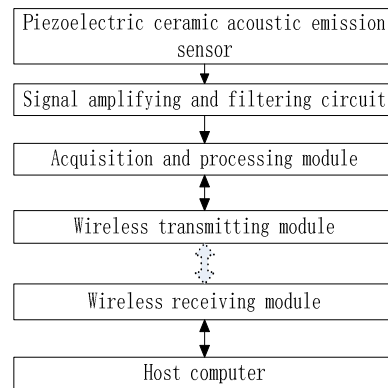 Piezoelectric ceramic acoustic emission
sensor
Signal amplifying and filtering circuit
Acquisition and processing module
Wireless transmitting module
Wireless receiving module
Host computer